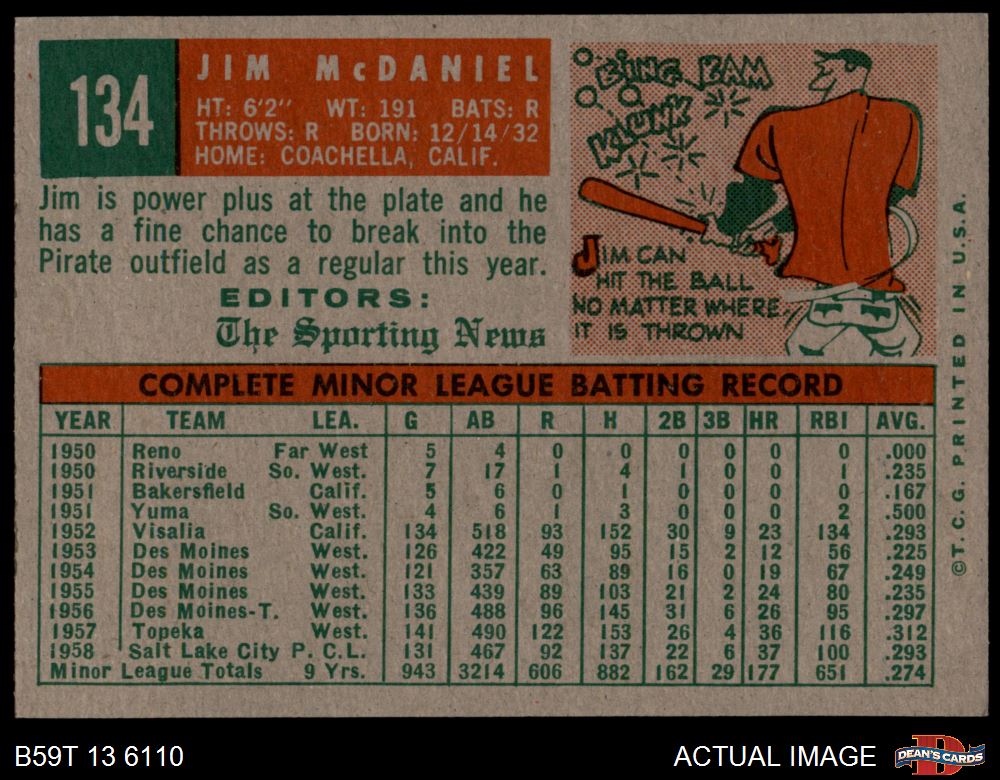 134
JIM McDANIEL
HT: 6'2" WT: 191 BATS: R
THROWS: R BORN: 12/14/32
HOME: COACHELLA, CALIF.
Jim is power plus at the plate and he
has a fine chance to break into the
Pirate outfield as a regular this year.
EDITORS:
The Sporting News
BING BAM
KLUNK
JIM CAN
HIT THE BALL
NO MATTER WHERE
IT IS THROWN
COMPLETE MINOR LEAGUE BATTING RECORD
YEAR TEAM LEA. G AB R H 2B 3B HR RBI AVG.
1950 Reno Far West 5 4 0 0 0 0 0 0 .000
1950 Riverside So. West. 7 17 1 4 1 0 0 1 .235
1951 Bakersfield Calif. 5 6 0 1 0 0 0 0 .167
1951 Yuma So. West. 4 6 1 3 0 0 0 2 .500
1952 Visalia Calif. 134 518 93 152 30 9 23 134 .293
1953 Des Moines West. 126 422 49 95 15 2 12 56 .225
1954 Des Moines West. 121 357 63 89 16 0 19 67 .249
1955 Des Moines West. 133 439 89 103 21 2 24 80 .235
1956 Des Moines-T. West. 136 488 96 145 31 6 26 95 .297
1957 Topeka West. 141 490 122 153 26 4 36 116 .312
1958 Salt Lake City P. C. L. 131 467 92 137 22 6 37 100 .293
Minor League Totals 9 Yrs. 943 3214 606 882 162 29 177 651 .274
©T. C. G. PRINTED IN U.S.A.
B59T 13 6110
ACTUAL IMAGE
DEAN'S CARDS